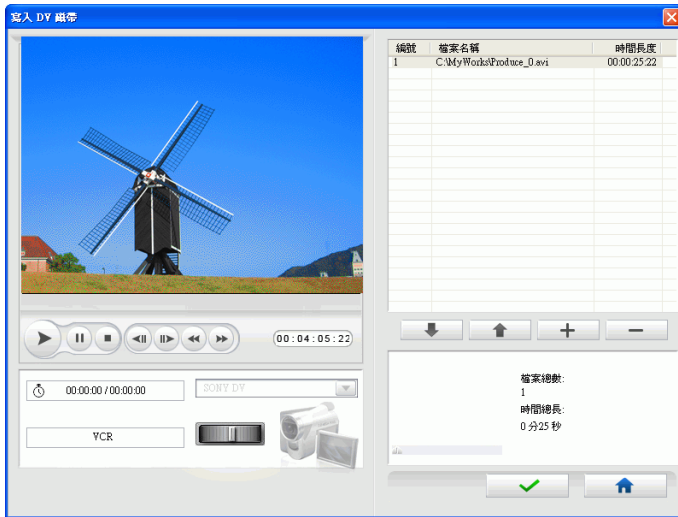 寫入 DV 磁帶
編號 檔案名稱 時間長度
1 C:\MyWorks\Produce_0.avi 00:00:25:22
00:04:05:22
00:00:00 / 00:00:00
SONY DV
VCR
檔案總數:
1
時間總長:
0 分25 秒